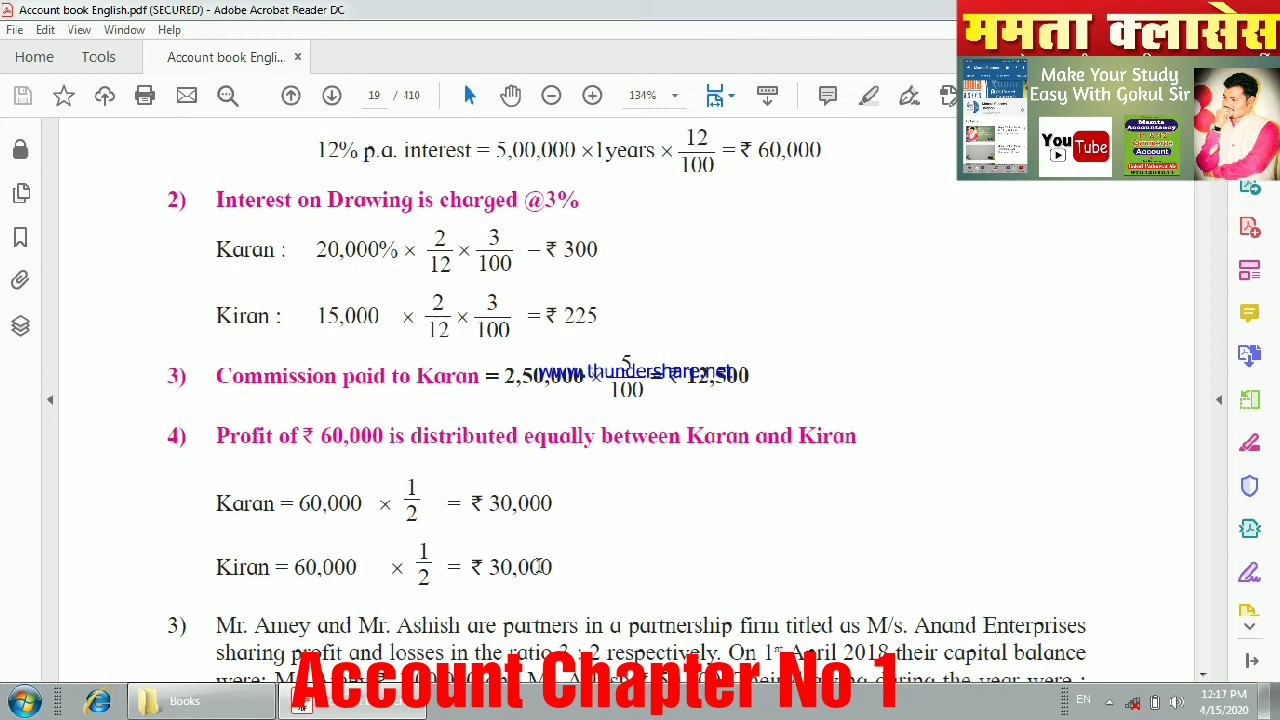 Account book English.pdf (SECURED) - Adobe Acrobat Reader DC
File Edit View Window Help
Home Tools Account book Engli... ×
19 / 410 134%
ममता क्लासेस
Make Your Study
Easy With Gokul Sir
You Tube
Mamta
Accountancy
Account
12% p.a. interest = 5,00,000 ×1years × 12/100 = ₹ 60,000
2) Interest on Drawing is charged @3%
Karan : 20,000% × 2/12 × 3/100 – ₹ 300
Kiran : 15,000 × 2/12 × 3/100 = ₹ 225
3) Commission paid to Karan = 2,50,000 × 5/100 = ₹ 12,500
www.thundershare.net
4) Profit of ₹ 60,000 is distributed equally between Karan and Kiran
Karan = 60,000 × 1/2 = ₹ 30,000
Kiran = 60,000 × 1/2 = ₹ 30,000
3) Mr. Amey and Mr. Ashish are partners in a partnership firm titled as M/s. Anand Enterprises
sharing profit and losses in the ratio 3 : 2 respectively. On 1st April 2018 their capital balance
Account Chapter No 1
Books
EN
12:17 PM
4/15/2020